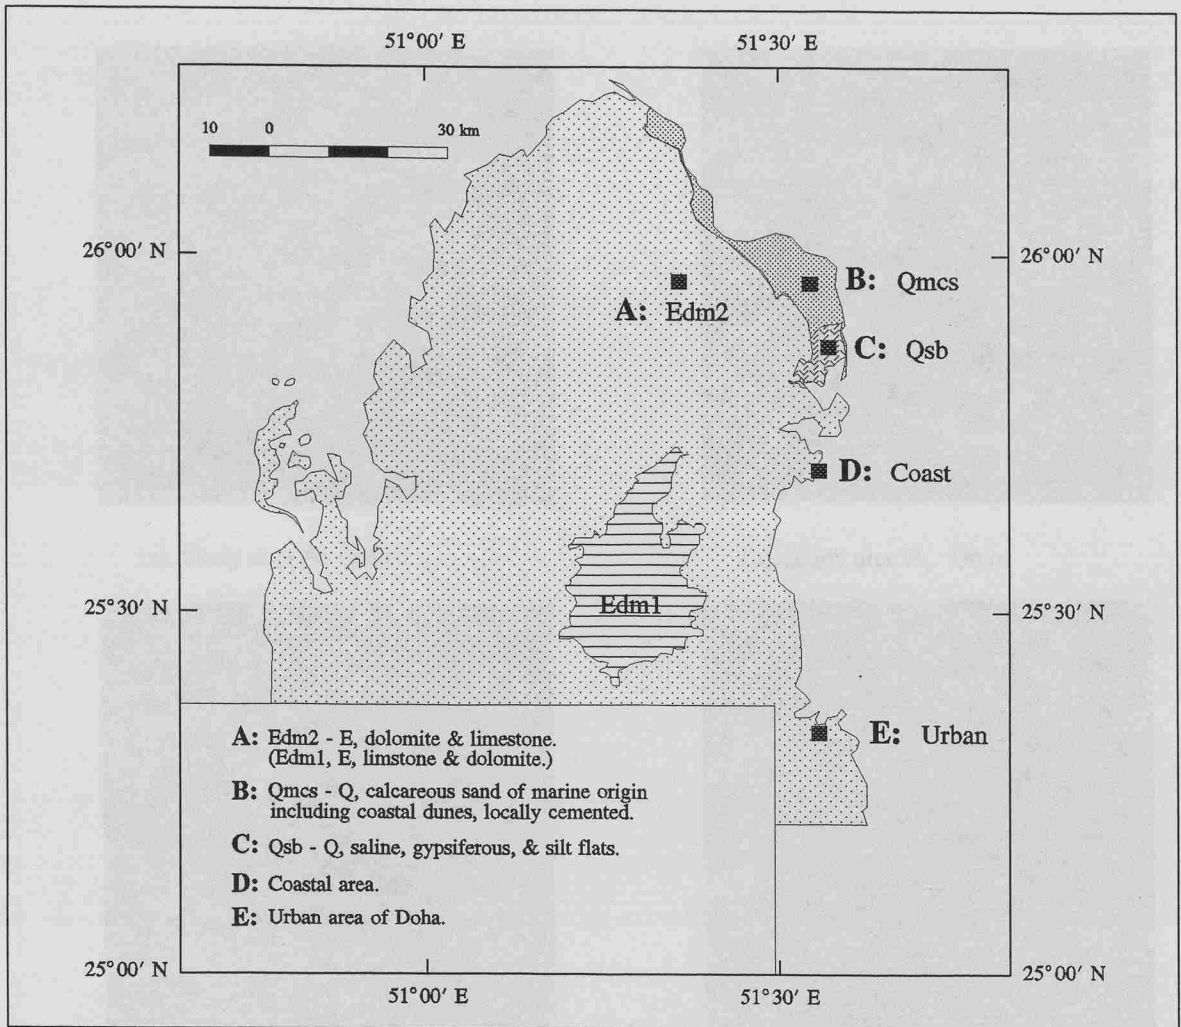 51°00′ E 51°30′ E
10 0 30 km
26°00′ N 26°00′ N
B: Qmcs
A: Edm2
C: Qsb
D: Coast
Edm1
25°30′ N 25°30′ N
E: Urban
A: Edm2 - E, dolomite & limestone.
(Edm1, E, limstone & dolomite.)
B: Qmcs - Q, calcareous sand of marine origin
including coastal dunes, locally cemented.
C: Qsb - Q, saline, gypsiferous, & silt flats.
D: Coastal area.
E: Urban area of Doha.
25°00′ N 25°00′ N
51°00′ E 51°30′ E